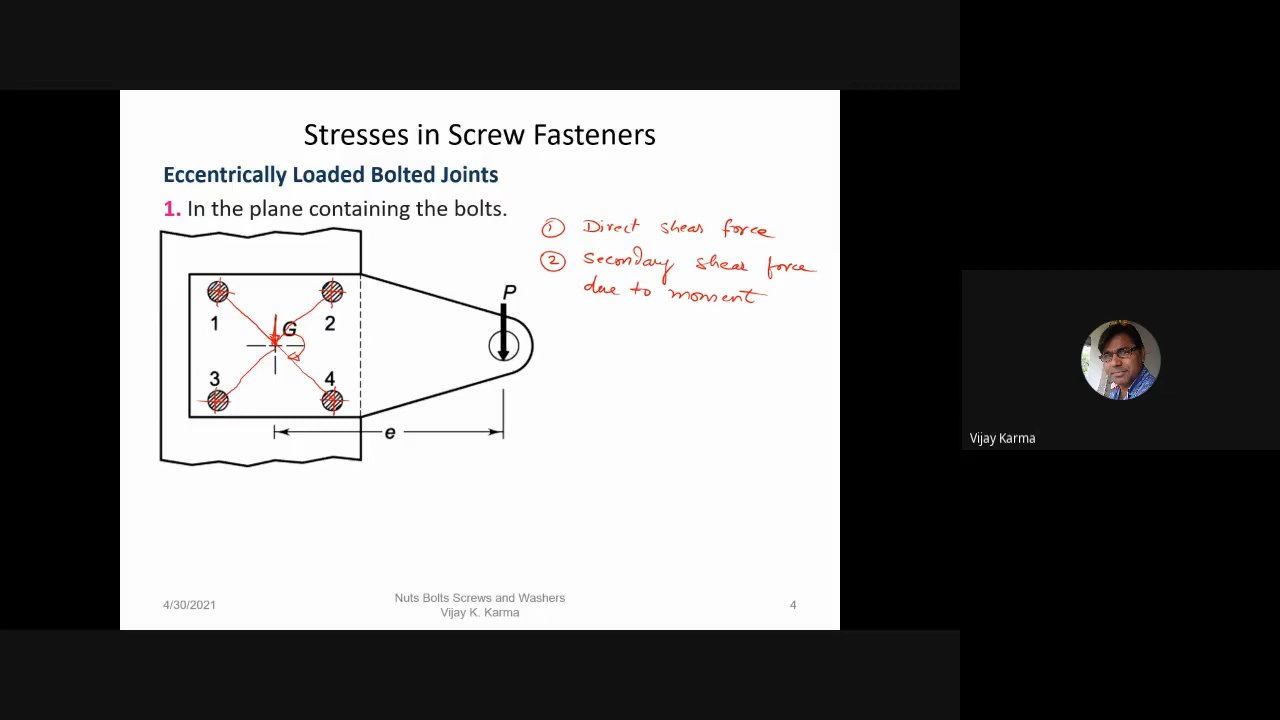 Stresses in Screw Fasteners
Eccentrically Loaded Bolted Joints
1. In the plane containing the bolts.
① Direct shear force
② Secondary shear force
due to moment
P
1
G
2
3
4
e
Vijay Karma
4/30/2021
Nuts Bolts Screws and Washers
Vijay K. Karma
4